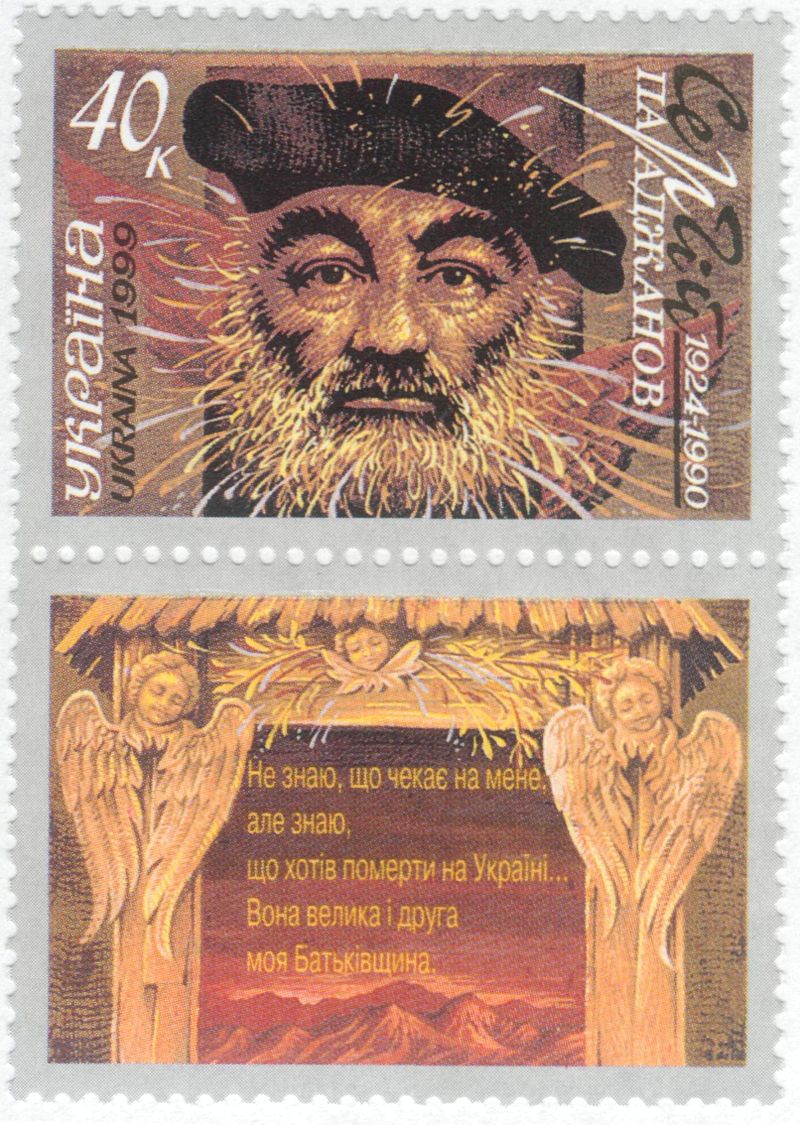 40к
Україна
UKRAINA 1999
Сергій
ПАРАДЖАНОВ
1924-1990
Не знаю, що чекає на мене,
але знаю,
що хотів померти на Україні...
Вона велика і друга
моя Батьківщина.